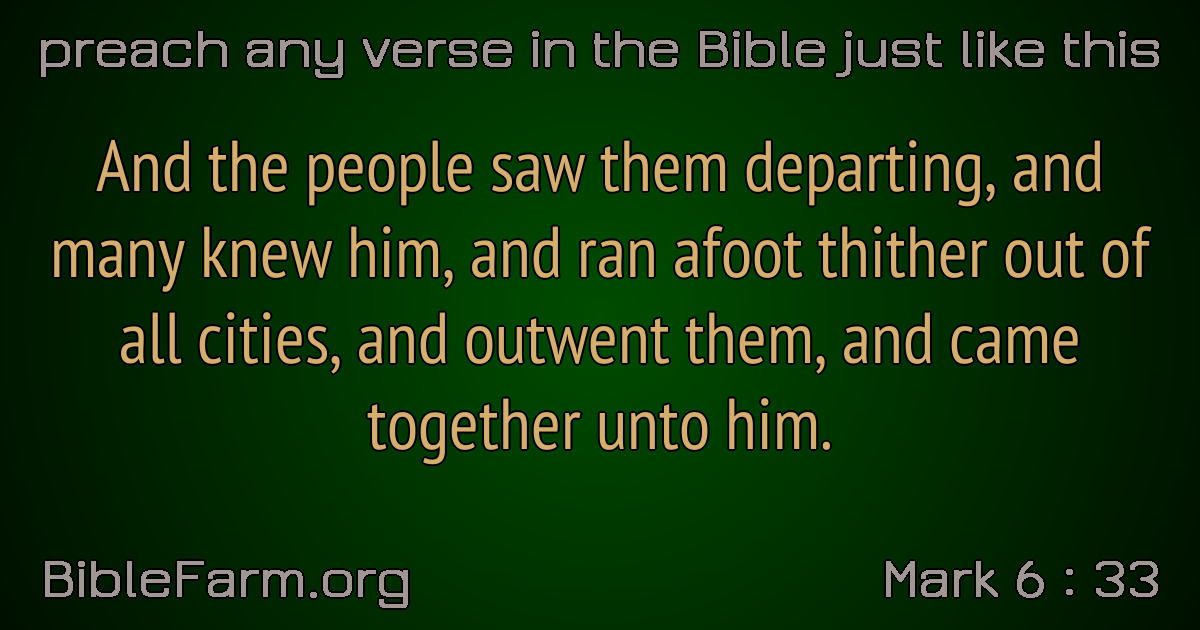 preach any verse in the Bible just like this
And the people saw them departing, and
many knew him, and ran afoot thither out of
all cities, and outwent them, and came
together unto him.
BibleFarm.org
Mark 6 : 33